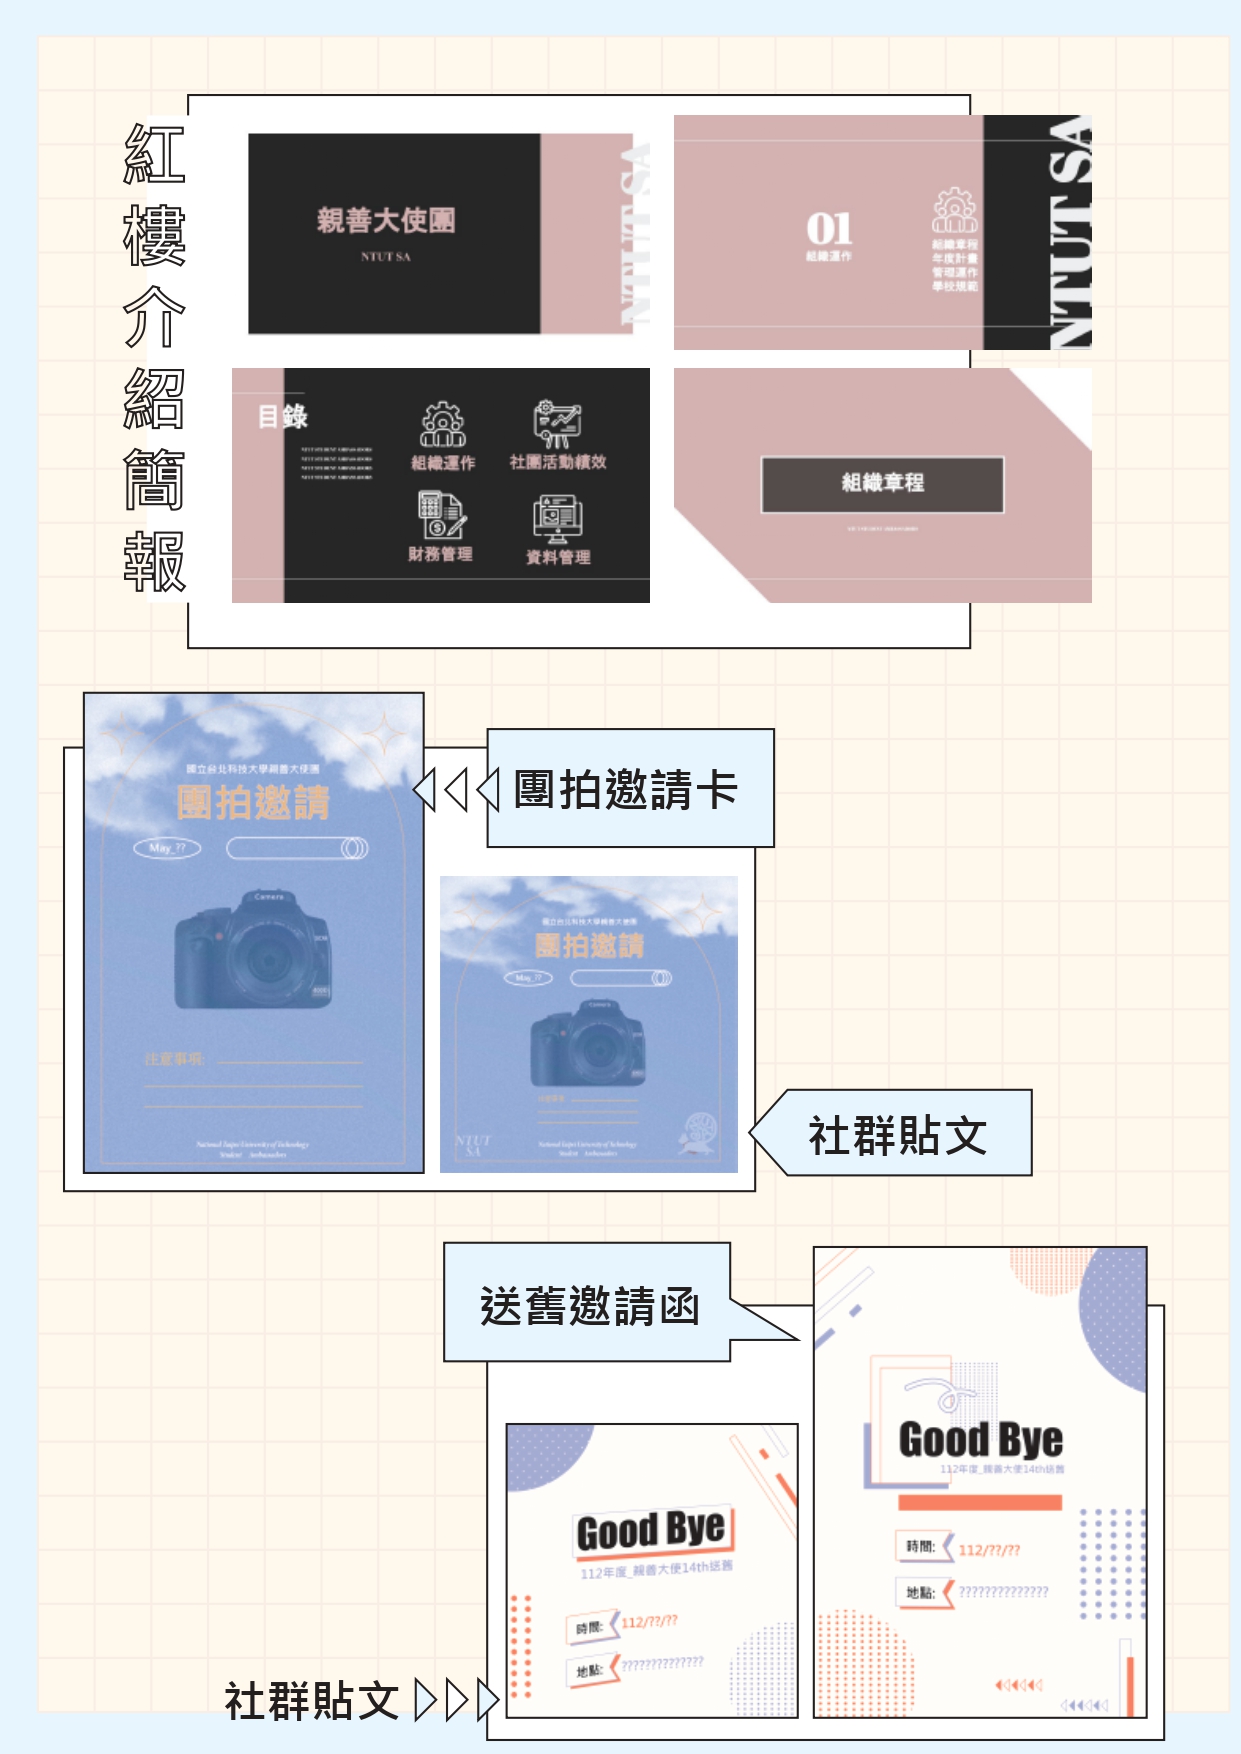 紅樓介紹簡報
親善大使團
NTUT SA
NTUT SA
01
組織運作
組織章程
年度計畫
管理運作
學校規範
NTUT SA
目錄
組織運作
社團活動績效
財務管理
資料管理
組織章程
國立台北科技大學親善大使團
團拍邀請
May_??
Camera
注意事項:
National Taipei University of Technology
Student Ambassadors
團拍邀請卡
國立台北科技大學親善大使團
團拍邀請
May_??
Camera
注意事項:
NTUT
SA
National Taipei University of Technology
Student Ambassadors
社群貼文
送舊邀請函
Good Bye
112年度_親善大使14th送舊
時間:
112/??/??
地點:
??????????????
Good Bye
112年度_親善大使14th送舊
時間:
112/??/??
地點:
??????????????
社群貼文